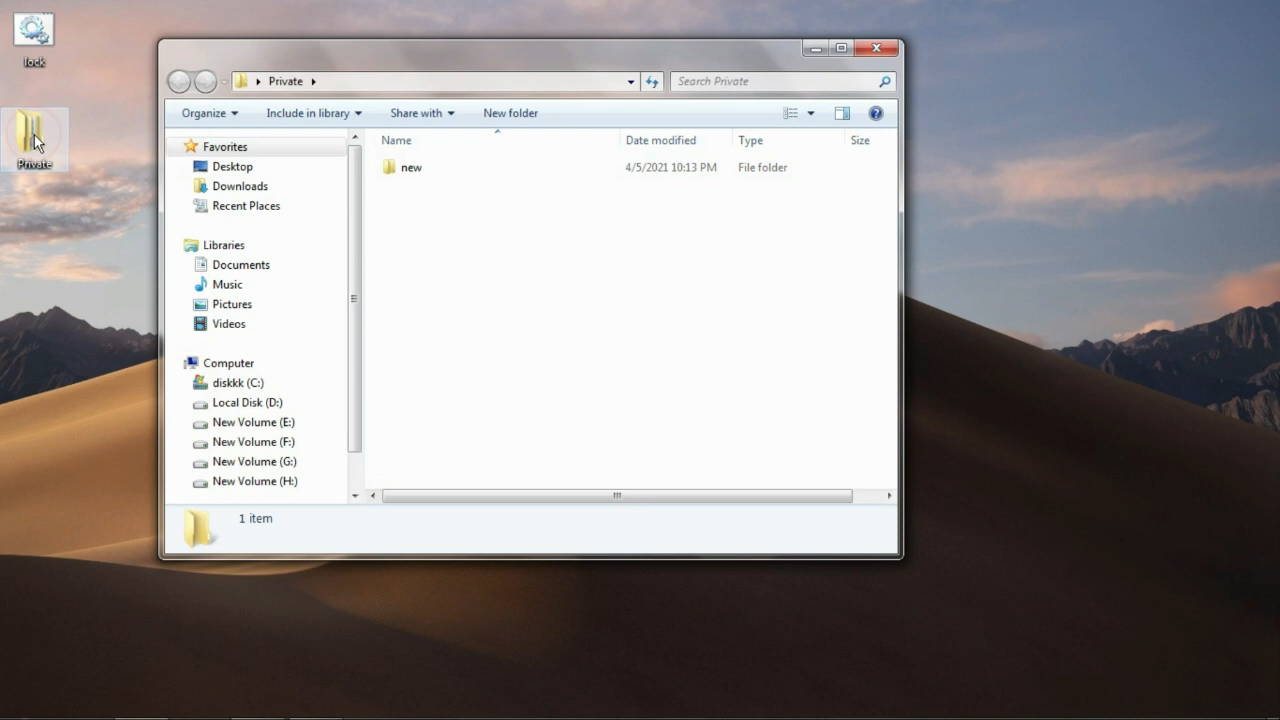 lock
Private
Private
Search Private
Organize
Include in library
Share with
New folder
Name
Date modified
Type
Size
new
4/5/2021 10:13 PM
File folder
Favorites
Desktop
Downloads
Recent Places
Libraries
Documents
Music
Pictures
Videos
Computer
diskkk (C:)
Local Disk (D:)
New Volume (E:)
New Volume (F:)
New Volume (G:)
New Volume (H:)
1 item